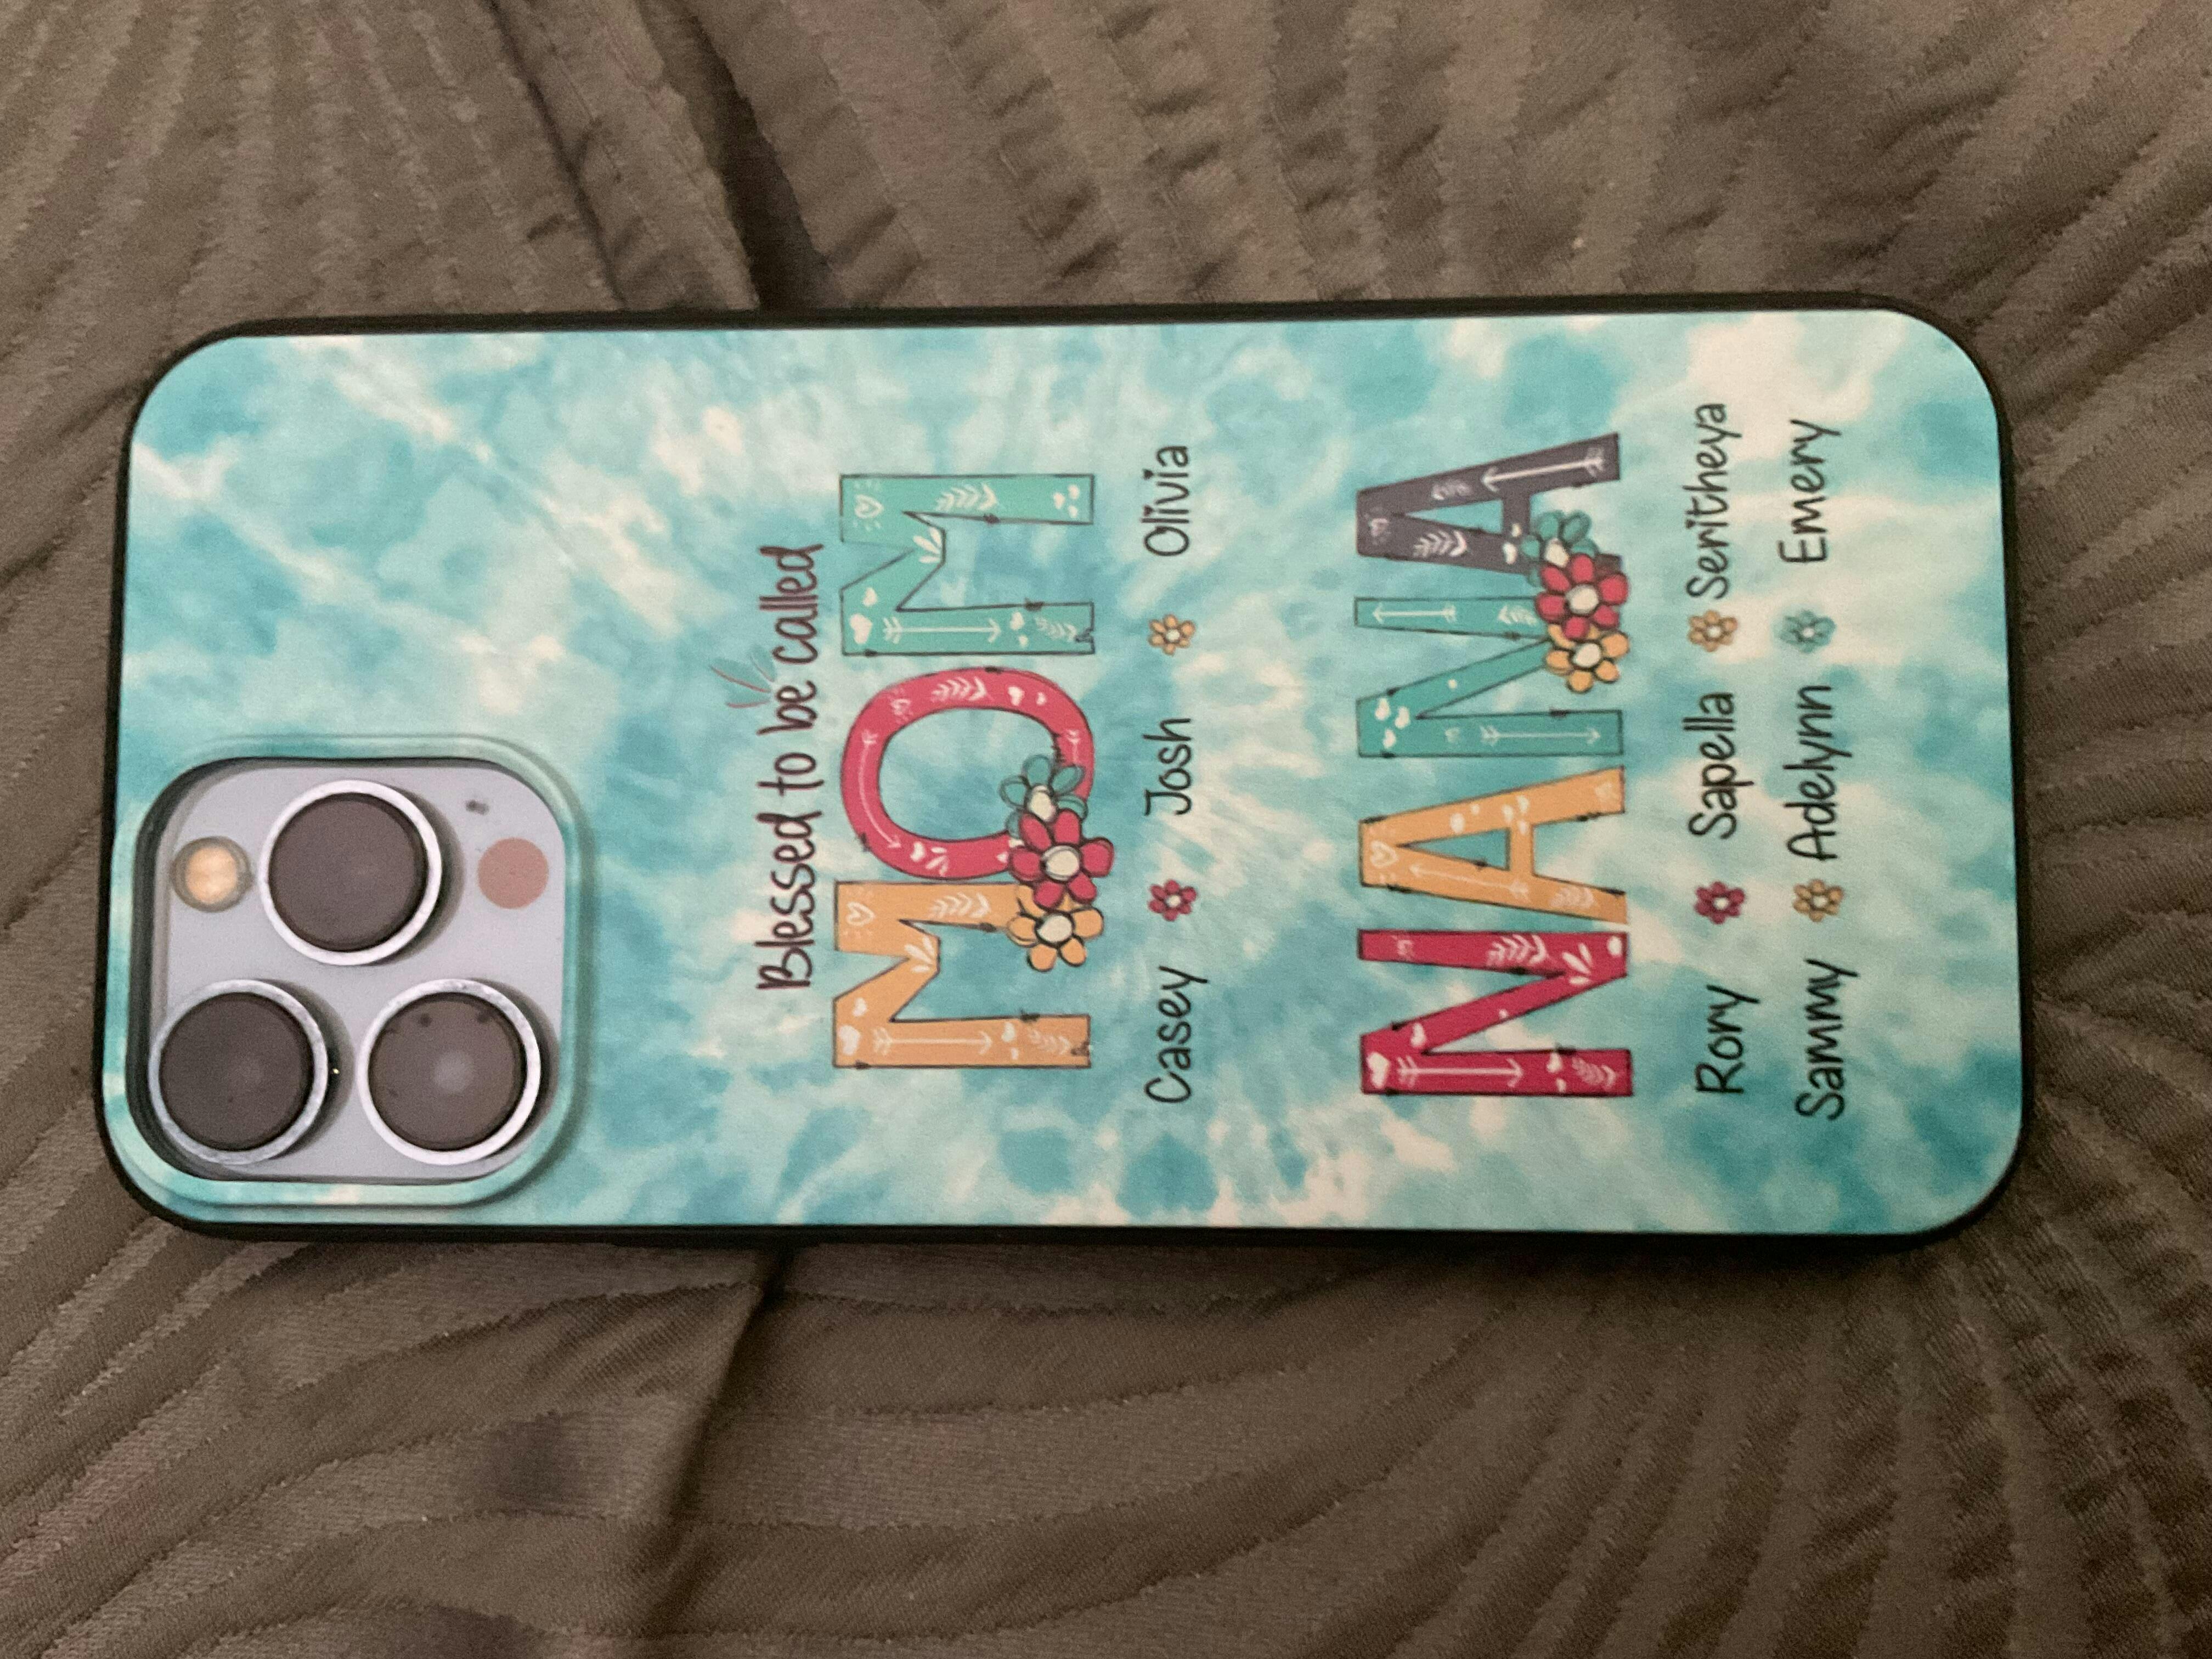 Blessed to be called
MOM
Casey Josh Olivia
NANA
Rory Sapella Seritheya
Sammy Adelynn Emery